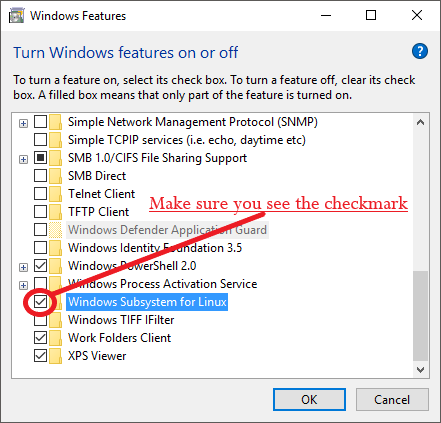 Windows Features
Turn Windows features on or off
To turn a feature on, select its check box. To turn a feature off, clear its check
box. A filled box means that only part of the feature is turned on.
Simple Network Management Protocol (SNMP)
Simple TCPIP services (i.e. echo, daytime etc)
SMB 1.0/CIFS File Sharing Support
SMB Direct
Telnet Client
Make sure you see the checkmark
TFTP Client
Windows Defender Application Guard
Windows Identity Foundation 3.5
Windows PowerShell 2.0
Windows Process Activation Service
Windows Subsystem for Linux
Windows TIFF IFilter
Work Folders Client
XPS Viewer
OK
Cancel